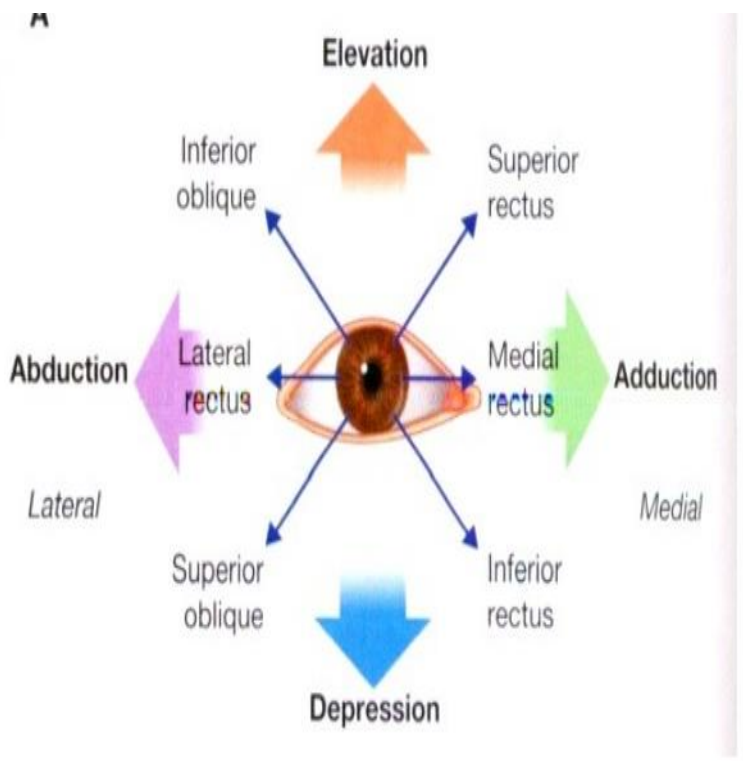 A
Elevation
Inferior
oblique
Superior
rectus
Lateral
rectus
Medial
rectus
Abduction
Adduction
Lateral
Medial
Superior
oblique
Inferior
rectus
Depression